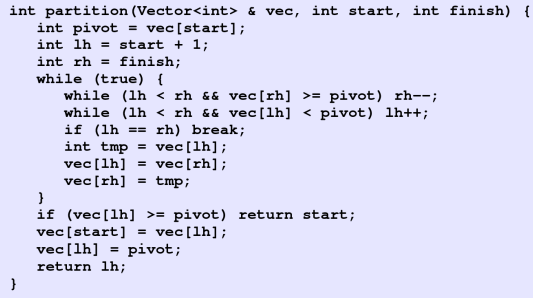 int partition(Vector<int> & vec, int start, int finish) {
   int pivot = vec[start];
   int lh = start + 1;
   int rh = finish;
   while (true) {
      while (lh < rh && vec[rh] >= pivot) rh--;
      while (lh < rh && vec[lh] < pivot) lh++;
      if (lh == rh) break;
      int tmp = vec[lh];
      vec[lh] = vec[rh];
      vec[rh] = tmp;
   }
   if (vec[lh] >= pivot) return start;
   vec[start] = vec[lh];
   vec[lh] = pivot;
   return lh;
}